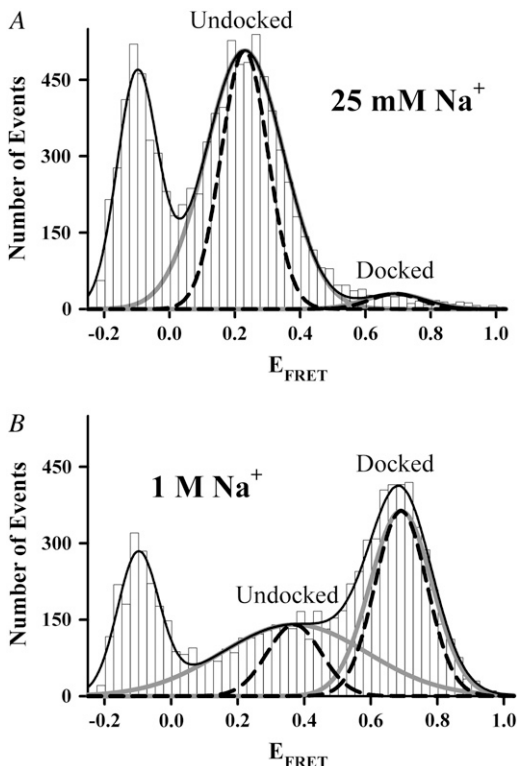 A
Undocked
25 mM Na+
Docked
Number of Events
450
300
150
0
-0.2 0.0 0.2 0.4 0.6 0.8 1.0
EFRET
B
Docked
1 M Na+
Undocked
Number of Events
450
300
150
0
-0.2 0.0 0.2 0.4 0.6 0.8 1.0
EFRET